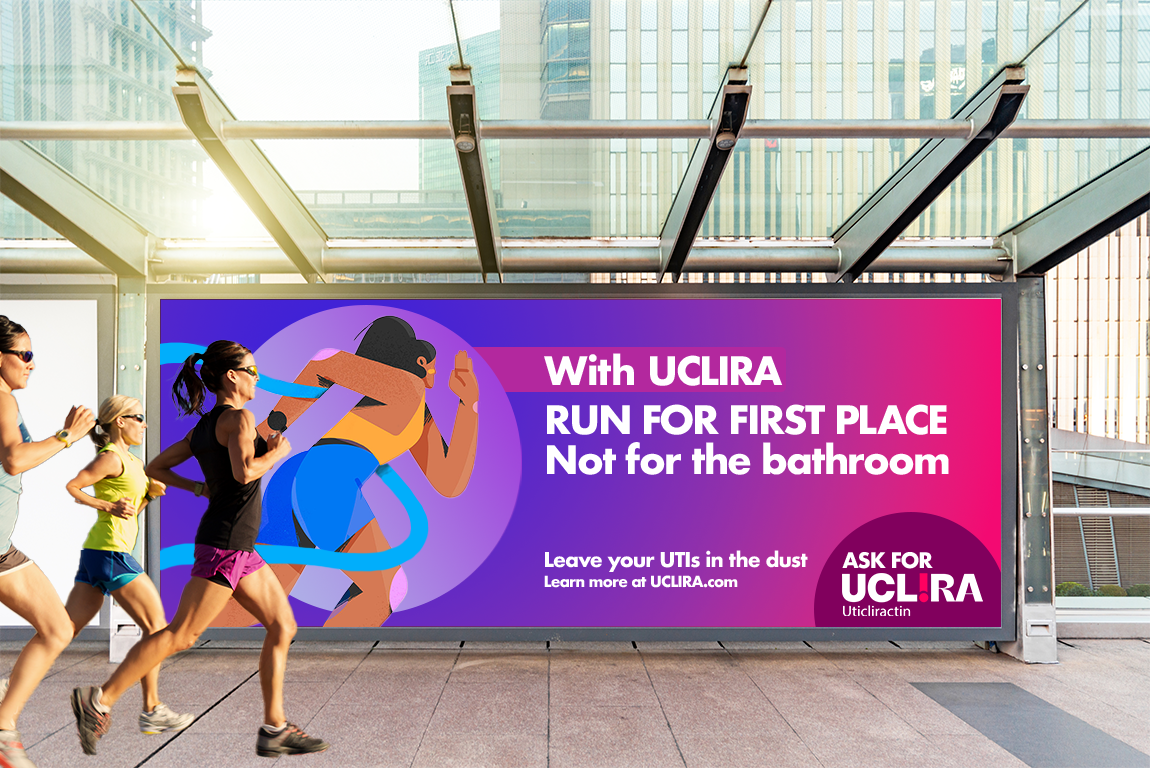 With UCLIRA
RUN FOR FIRST PLACE
Not for the bathroom
Leave your UTIs in the dust
Learn more at UCLIRA.com
ASK FOR
UCL!RA
Uticliractin